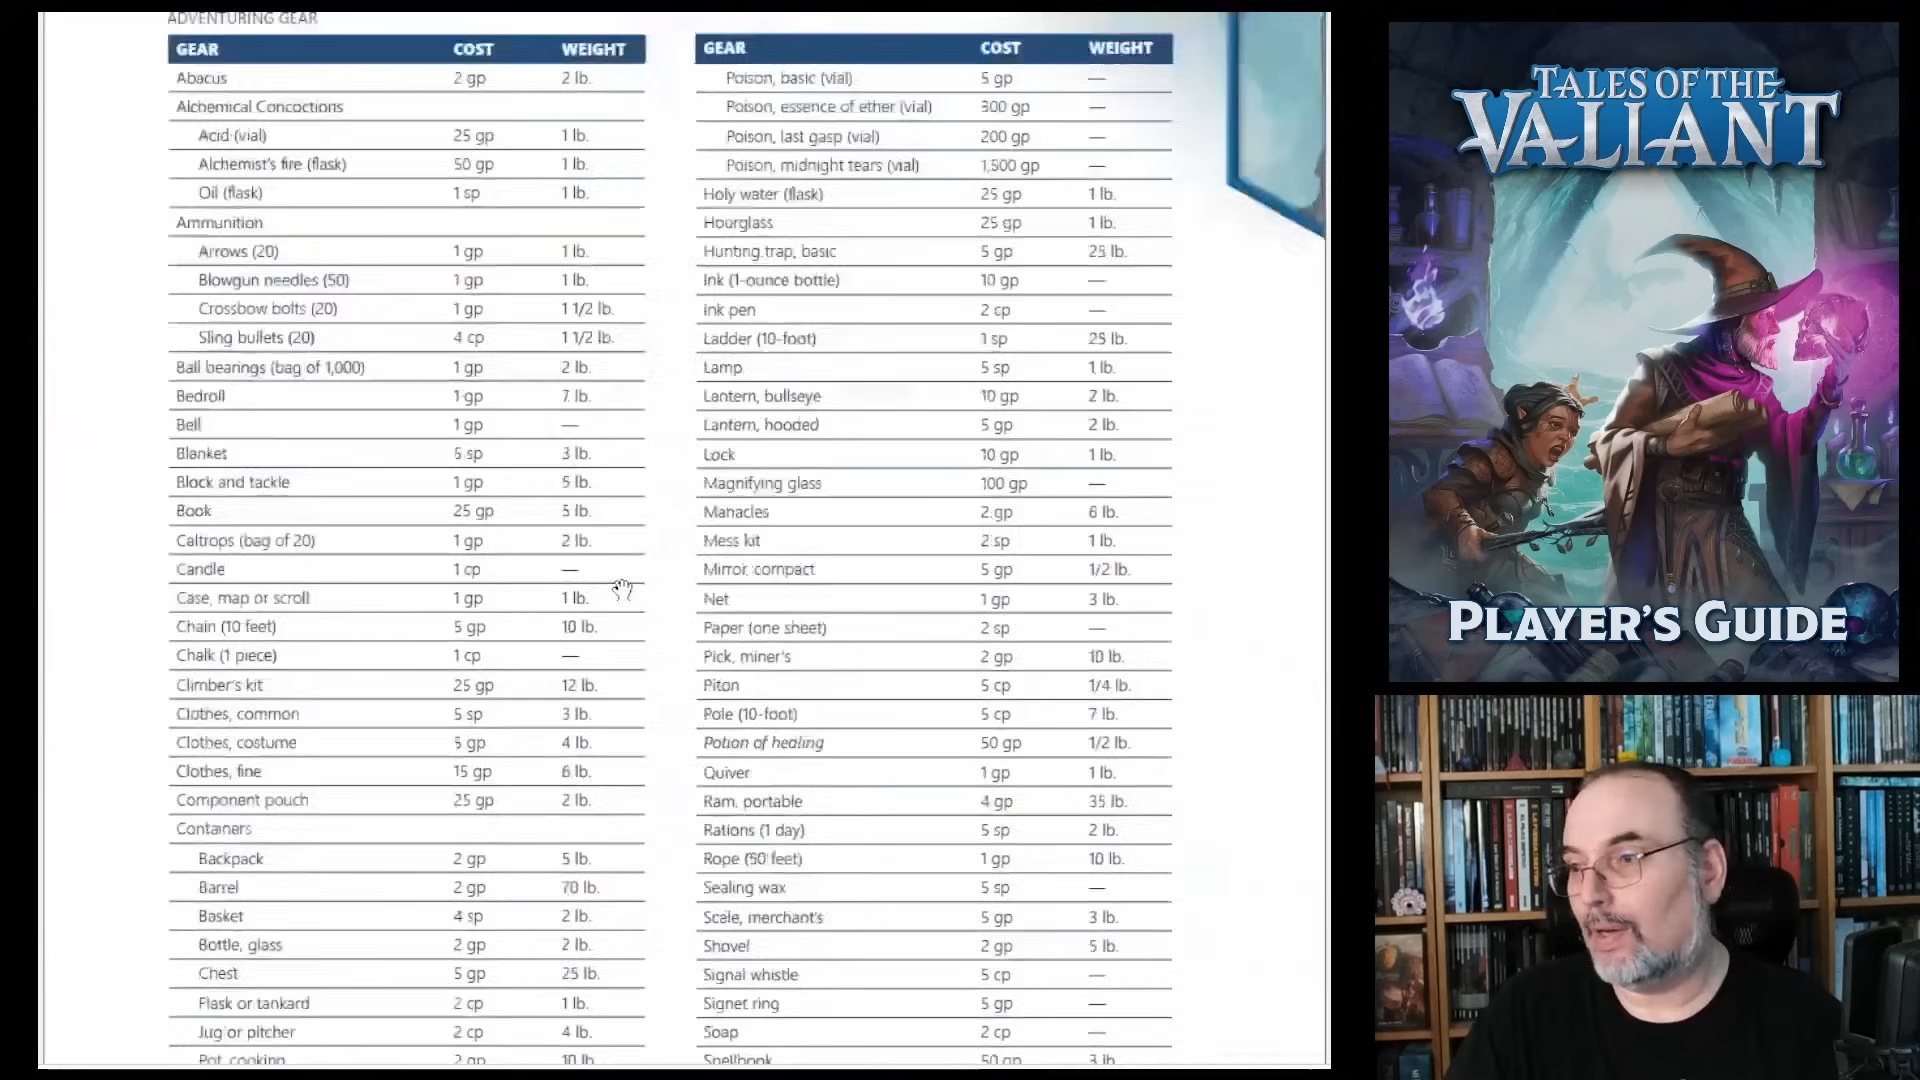 ADVENTURING GEAR
GEAR COST WEIGHT
Abacus 2 gp 2 lb.
Alchemical Concoctions
Acid (vial) 25 gp 1 lb.
Alchemist's fire (flask) 50 gp 1 lb.
Oil (flask) 1 sp 1 lb.
Ammunition
Arrows (20) 1 gp 1 lb.
Blowgun needles (50) 1 gp 1 lb.
Crossbow bolts (20) 1 gp 1 1/2 lb.
Sling bullets (20) 4 cp 1 1/2 lb.
Ball bearings (bag of 1,000) 1 gp 2 lb.
Bedroll 1 gp 7 lb.
Bell 1 gp —
Blanket 5 sp 3 lb.
Block and tackle 1 gp 5 lb.
Book 25 gp 5 lb.
Caltrops (bag of 20) 1 gp 2 lb.
Candle 1 cp —
Case, map or scroll 1 gp 1 lb.
Chain (10 feet) 5 gp 10 lb.
Chalk (1 piece) 1 cp —
Climber's kit 25 gp 12 lb.
Clothes, common 5 sp 3 lb.
Clothes, costume 5 gp 4 lb.
Clothes, fine 15 gp 6 lb.
Component pouch 25 gp 2 lb.
Containers
Backpack 2 gp 5 lb.
Barrel 2 gp 70 lb.
Basket 4 sp 2 lb.
Bottle, glass 2 gp 2 lb.
Chest 5 gp 25 lb.
Flask or tankard 2 cp 1 lb.
Jug or pitcher 2 cp 4 lb.
Pot, cooking 2 gp 10 lb.
GEAR COST WEIGHT
Poison, basic (vial) 5 gp —
Poison, essence of ether (vial) 300 gp —
Poison, last gasp (vial) 200 gp —
Poison, midnight tears (vial) 1,500 gp —
Holy water (flask) 25 gp 1 lb.
Hourglass 25 gp 1 lb.
Hunting trap, basic 5 gp 25 lb.
Ink (1-ounce bottle) 10 gp —
Ink pen 2 cp —
Ladder (10-foot) 1 sp 25 lb.
Lamp 5 sp 1 lb.
Lantern, bullseye 10 gp 2 lb.
Lantern, hooded 5 gp 2 lb.
Lock 10 gp 1 lb.
Magnifying glass 100 gp —
Manacles 2 gp 6 lb.
Mess kit 2 sp 1 lb.
Mirror, compact 5 gp 1/2 lb.
Net 1 gp 3 lb.
Paper (one sheet) 2 sp —
Pick, miner's 2 gp 10 lb.
Piton 5 cp 1/4 lb.
Pole (10-foot) 5 cp 7 lb.
Potion of healing 50 gp 1/2 lb.
Quiver 1 gp 1 lb.
Ram, portable 4 gp 35 lb.
Rations (1 day) 5 sp 2 lb.
Rope (50 feet) 1 gp 10 lb.
Sealing wax 5 sp —
Scale, merchant's 5 gp 3 lb.
Shovel 2 gp 5 lb.
Signal whistle 5 cp —
Signet ring 5 gp —
Soap 2 cp —
Spellbook 50 gp 3 lb.
TALES OF THE
VALIANT
PLAYER'S GUIDE